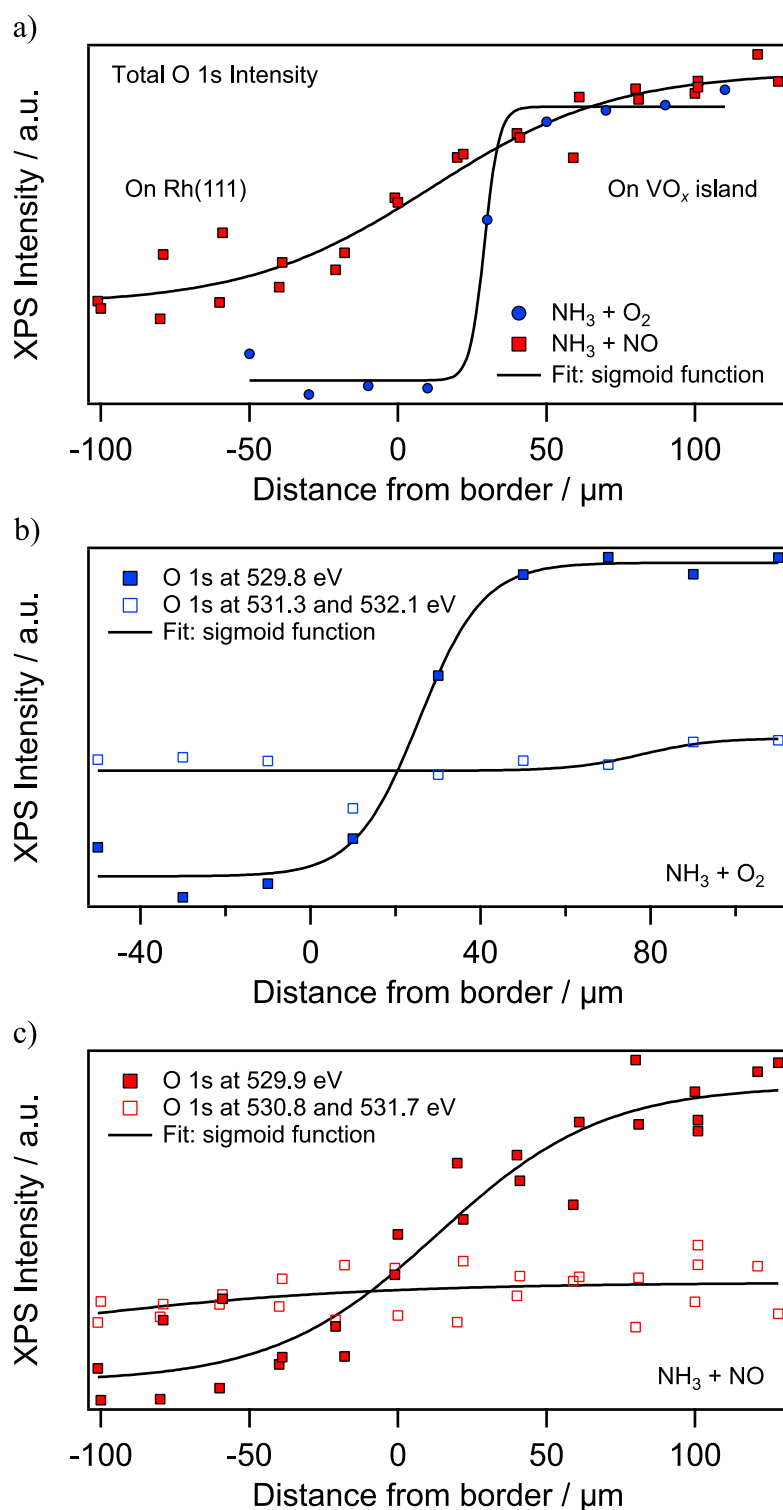 a)
Total O 1s Intensity
On Rh(111)
On VOₓ island
NH₃ + O₂
NH₃ + NO
Fit: sigmoid function
XPS Intensity / a.u.
-100 -50 0 50 100
Distance from border / µm
b)
O 1s at 529.8 eV
O 1s at 531.3 and 532.1 eV
Fit: sigmoid function
NH₃ + O₂
XPS Intensity / a.u.
-40 0 40 80
Distance from border / µm
c)
O 1s at 529.9 eV
O 1s at 530.8 and 531.7 eV
Fit: sigmoid function
NH₃ + NO
XPS Intensity / a.u.
-100 -50 0 50 100
Distance from border / µm